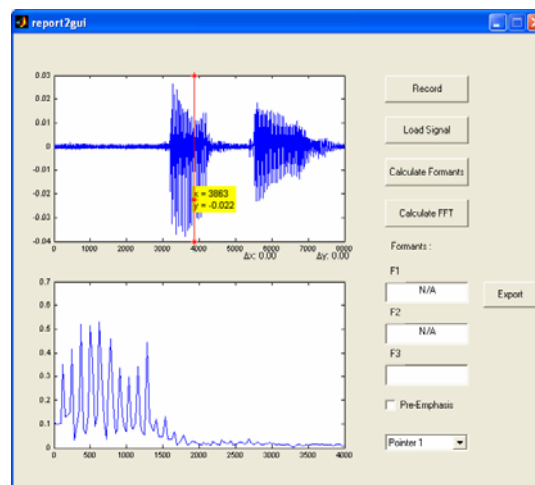 report2gui
0.03
0.02
0.01
0
-0.01
-0.02
-0.03
-0.04
x = 3863
y = -0.022
0 1000 2000 3000 4000 5000 6000 7000 8000
Δx: 0.00 Δy: 0.00
0.7
0.6
0.5
0.4
0.3
0.2
0.1
0
0 500 1000 1500 2000 2500 3000 3500 4000
Record
Load Signal
Calculate Formants
Calculate FFT
Formants :
F1
N/A
Export
F2
N/A
F3
Pre-Emphasis
Pointer 1